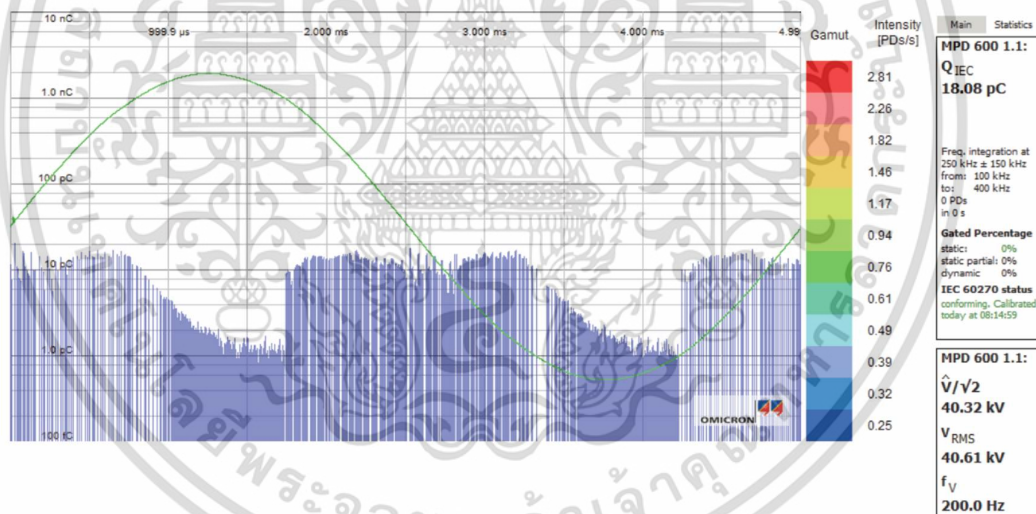 10 nC
999.9 µs
2.000 ms
3.000 ms
4.000 ms
4.99
1.0 nC
100 pC
10 pC
1.0 pC
100 fC
OMICRON
Gamut
Intensity
[PDs/s]
2.81
2.26
1.82
1.46
1.17
0.94
0.76
0.61
0.49
0.39
0.32
0.25
Main Statistics
MPD 600 1.1:
Q IEC
18.08 pC
Freq. integration at
250 kHz ± 150 kHz
from: 100 kHz
to: 400 kHz
0 PDs
in 0 s
Gated Percentage
static: 0%
static partial: 0%
dynamic 0%
IEC 60270 status
conforming. Calibrated
today at 08:14:59
MPD 600 1.1:
V̂/√2
40.32 kV
V RMS
40.61 kV
f V
200.0 Hz